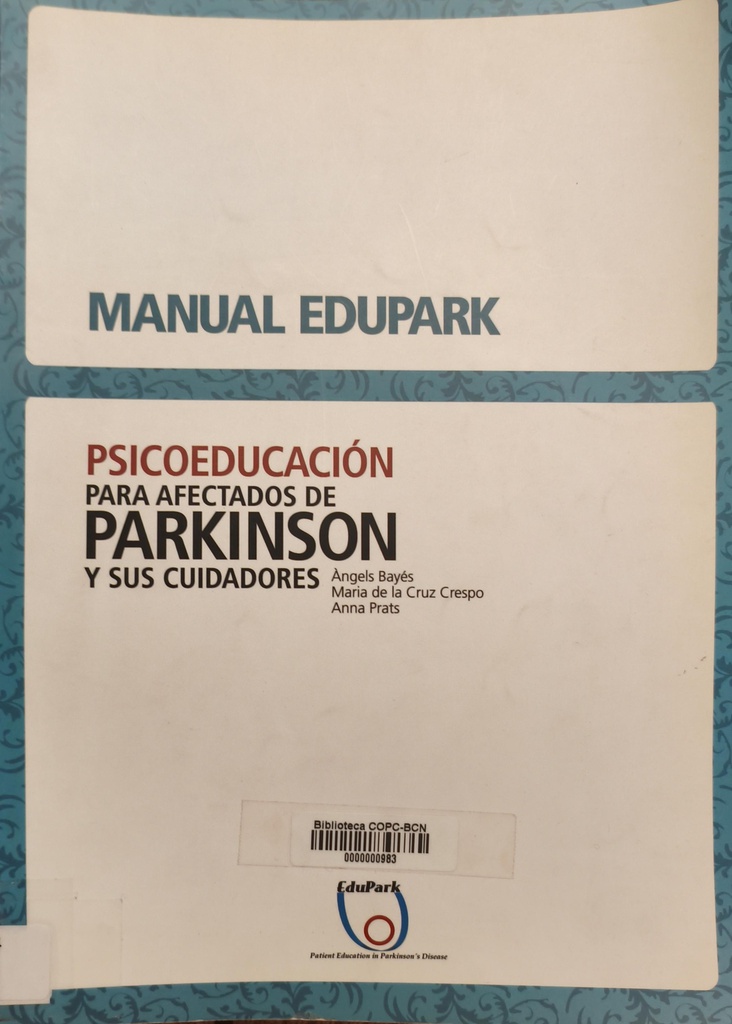 MANUAL EDUPARK
PSICOEDUCACIÓN
PARA AFECTADOS DE
PARKINSON
Y SUS CUIDADORES
Àngels Bayés
Maria de la Cruz Crespo
Anna Prats
Biblioteca COPC-BCN
0000000983
EduPark
Patient Education in Parkinson's Disease